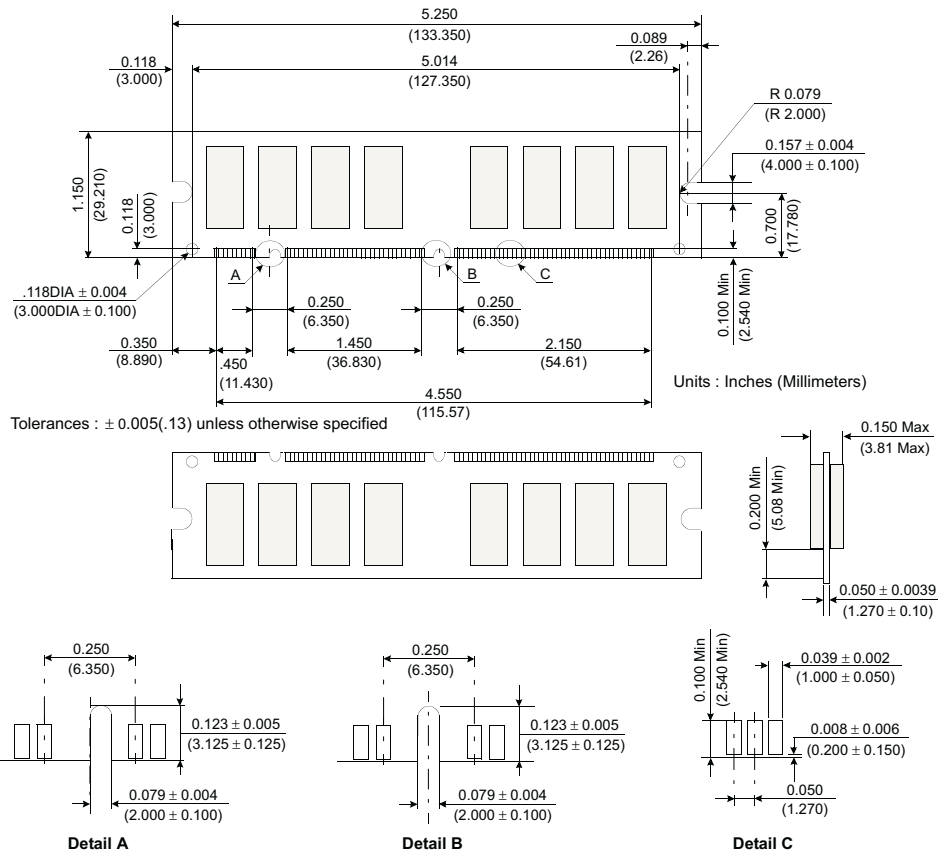 5.250
(133.350)
0.089
(2.26)
0.118
(3.000)
5.014
(127.350)
R 0.079
(R 2.000)
0.157 ± 0.004
(4.000 ± 0.100)
1.150
(29.210)
0.118
(3.000)
0.700
(17.780)
A
B
C
.118DIA ± 0.004
(3.000DIA ± 0.100)
0.250
(6.350)
0.250
(6.350)
0.100 Min
(2.540 Min)
0.350
(8.890)
.450
(11.430)
1.450
(36.830)
2.150
(54.61)
Units : Inches (Millimeters)
4.550
(115.57)
Tolerances : ± 0.005(.13) unless otherwise specified
0.150 Max
(3.81 Max)
0.200 Min
(5.08 Min)
0.050 ± 0.0039
(1.270 ± 0.10)
0.250
(6.350)
0.123 ± 0.005
(3.125 ± 0.125)
0.079 ± 0.004
(2.000 ± 0.100)
Detail A
0.250
(6.350)
0.123 ± 0.005
(3.125 ± 0.125)
0.079 ± 0.004
(2.000 ± 0.100)
Detail B
0.100 Min
(2.540 Min)
0.039 ± 0.002
(1.000 ± 0.050)
0.008 ± 0.006
(0.200 ± 0.150)
0.050
(1.270)
Detail C